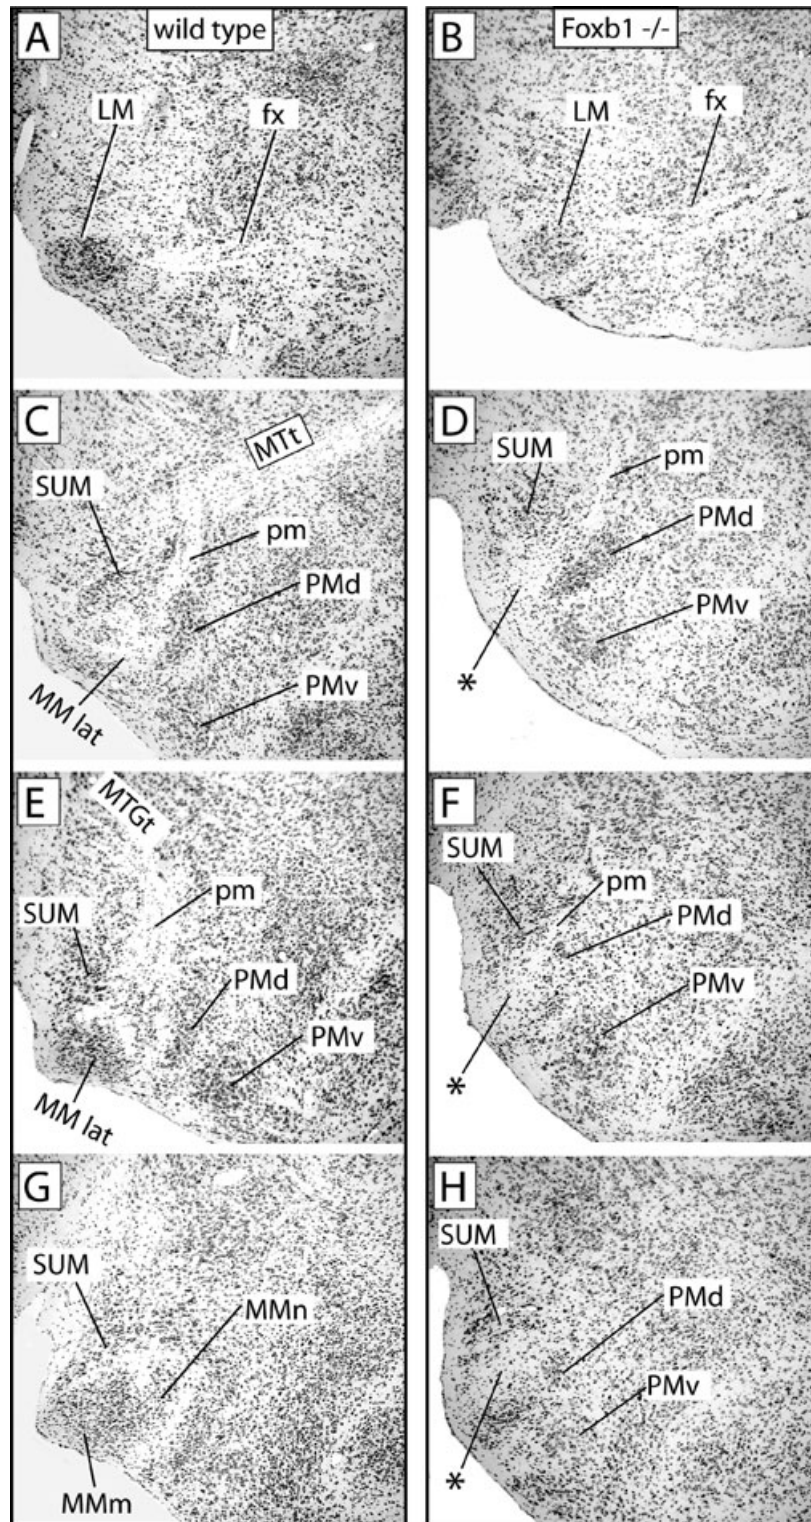 A
wild type
LM
fx
B
Foxb1 -/-
LM
fx
C
MTt
SUM
pm
PMd
PMv
MM lat
D
SUM
pm
PMd
PMv
*
E
MTGt
pm
SUM
PMd
PMv
MM lat
F
SUM
pm
PMd
PMv
*
G
SUM
MMn
MMm
H
SUM
PMd
PMv
*